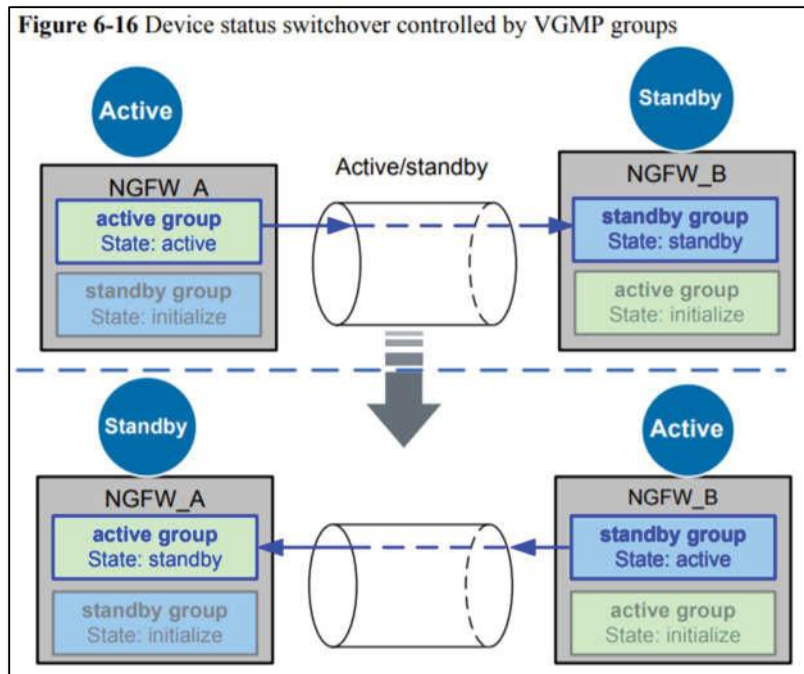 Figure 6-16 Device status switchover controlled by VGMP groups
Active
Standby
NGFW_A
Active/standby
NGFW_B
active group
State: active
standby group
State: standby
standby group
State: initialize
active group
State: initialize
Standby
Active
NGFW_A
NGFW_B
active group
State: standby
standby group
State: active
standby group
State: initialize
active group
State: initialize